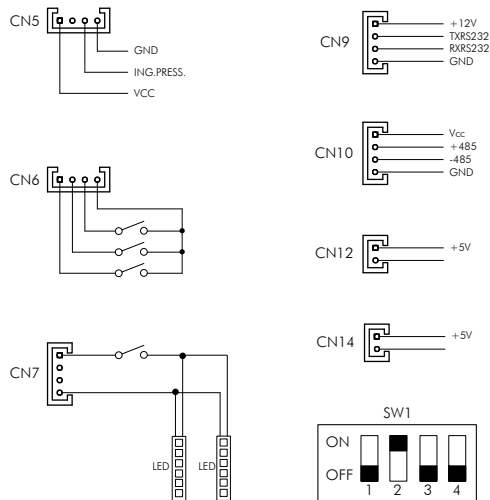 CN5
GND
ING.PRESS.
VCC
CN6
CN7
LED
LED
CN9
+12V
TXRS232
RXRS232
GND
CN10
Vcc
+485
-485
GND
CN12
+5V
CN14
+5V
SW1
ON
OFF
1 2 3 4